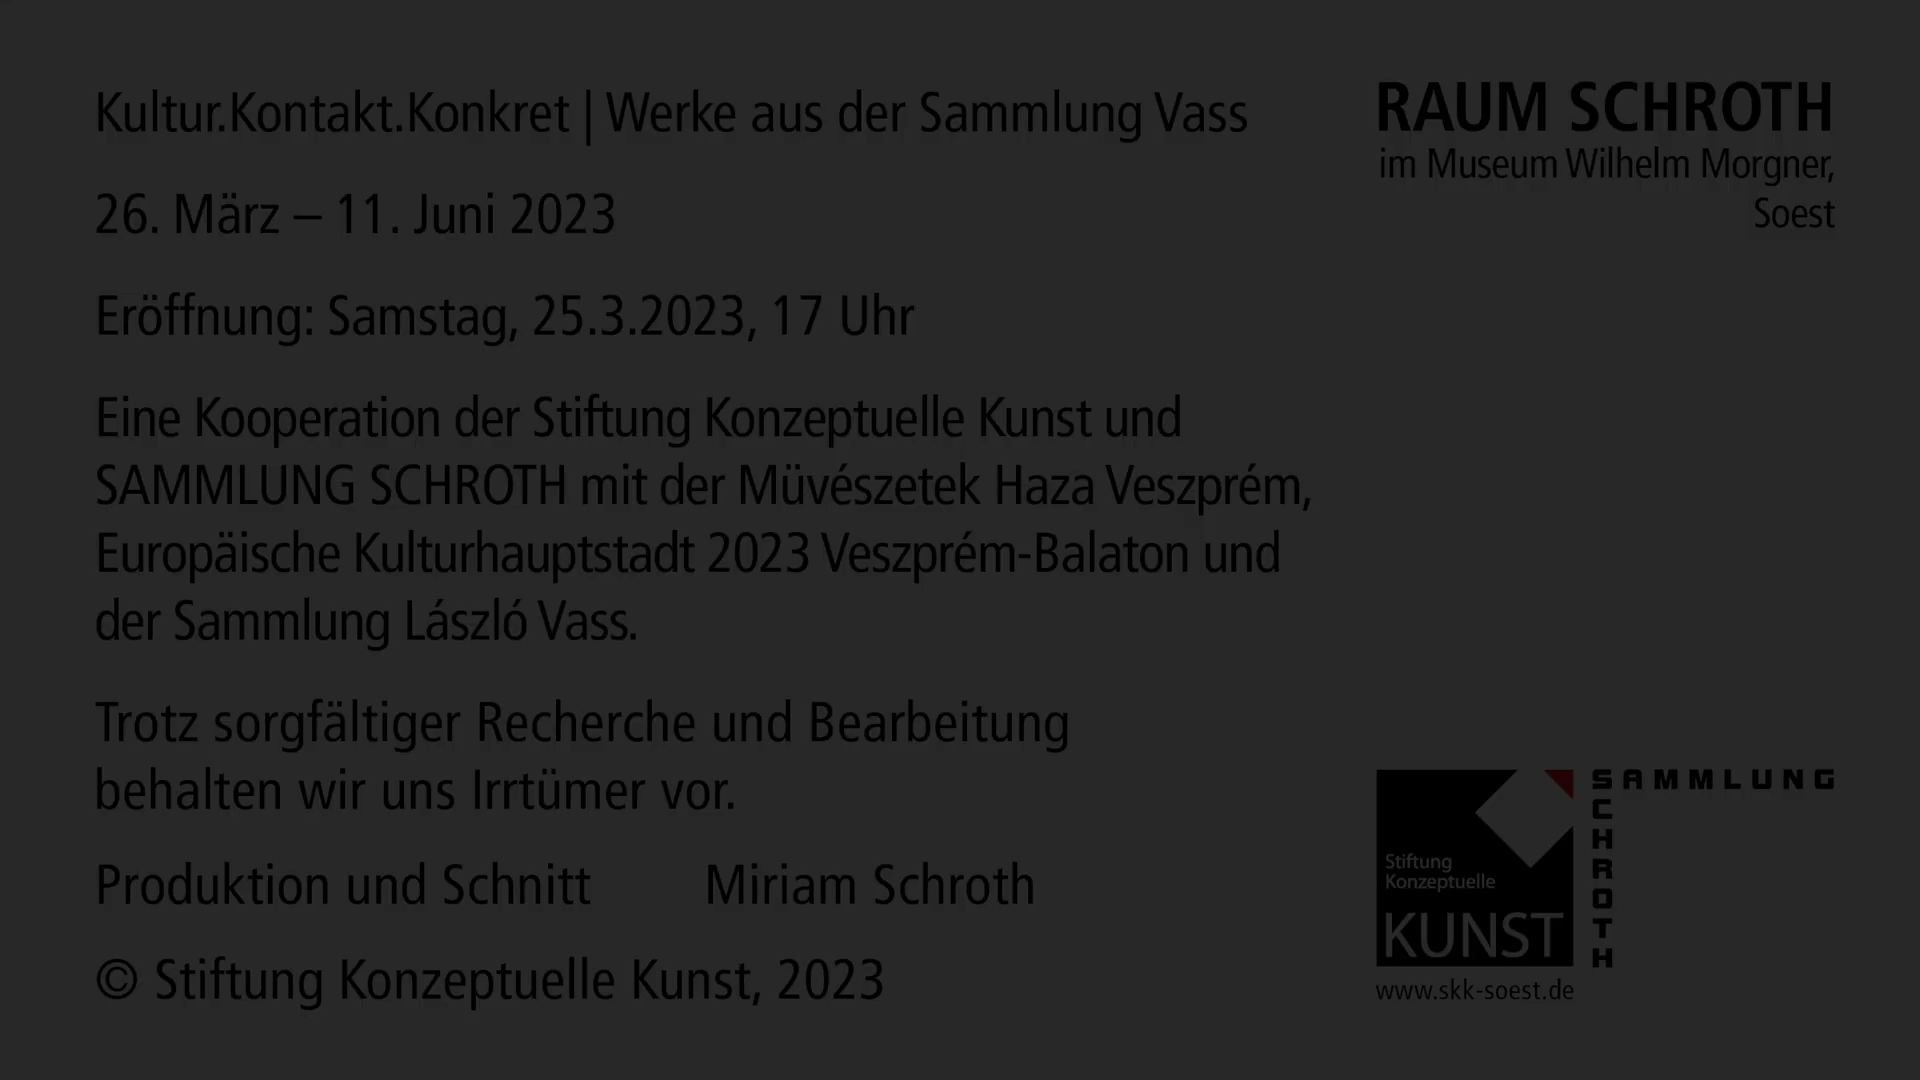 Kultur.Kontakt.Konkret | Werke aus der Sammlung Vass
26. März – 11. Juni 2023
Eröffnung: Samstag, 25.3.2023, 17 Uhr
Eine Kooperation der Stiftung Konzeptuelle Kunst und
SAMMLUNG SCHROTH mit der Müvészetek Haza Veszprém,
Europäische Kulturhauptstadt 2023 Veszprém-Balaton und
der Sammlung László Vass.
Trotz sorgfältiger Recherche und Bearbeitung
behalten wir uns Irrtümer vor.
Produktion und Schnitt Miriam Schroth
© Stiftung Konzeptuelle Kunst, 2023
RAUM SCHROTH
im Museum Wilhelm Morgner,
Soest
Stiftung
Konzeptuelle
KUNST
SAMMLUNG
SCHROTH
www.skk-soest.de